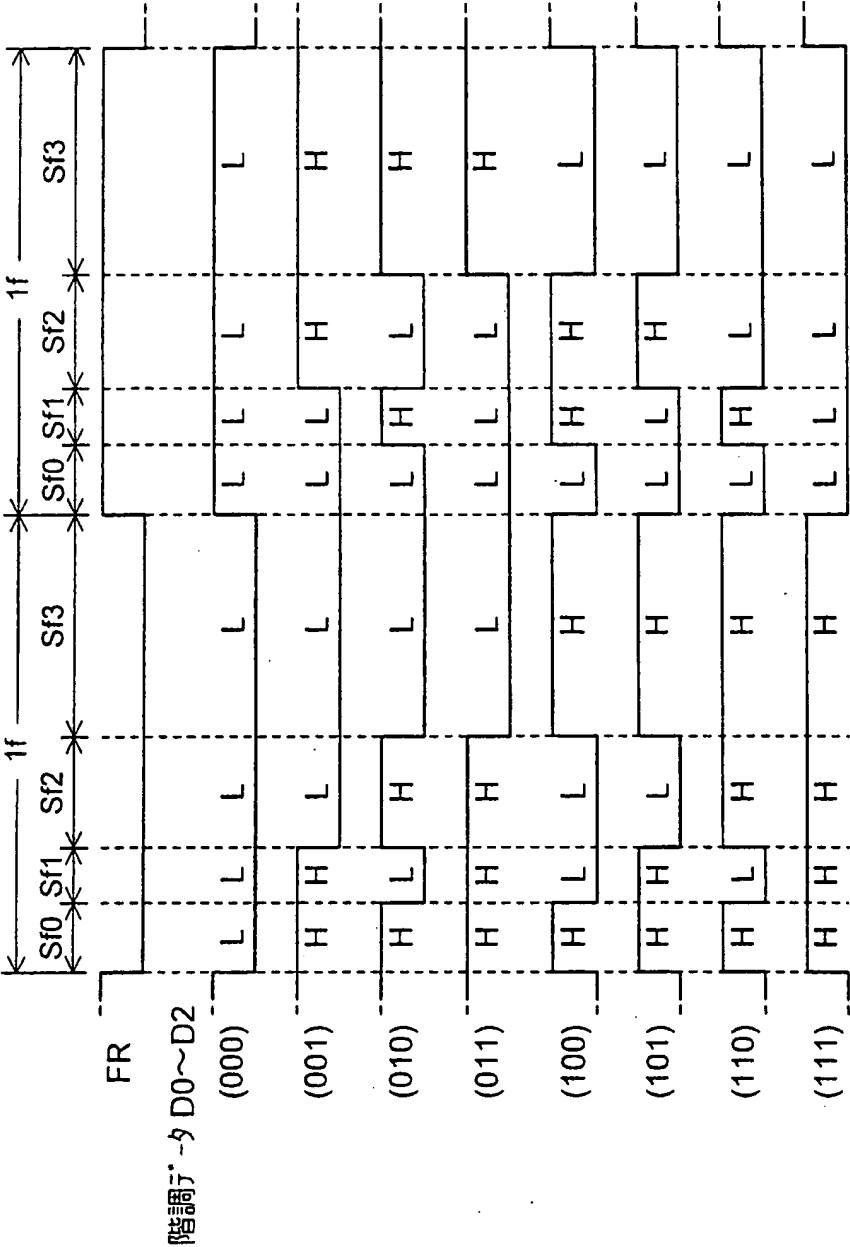 1f 1f
Sf0 Sf1 Sf2 Sf3 Sf0 Sf1 Sf2 Sf3
FR
階調ﾃﾞｰﾀ D0～D2
(000) L L L L L L L L
(001) H H L L L L H H
(010) H L H L L H L H
(011) H H H L L L L H
(100) H L L H L H H L
(101) H H L H L L H L
(110) H L H H L H L L
(111) H H H H L L L L